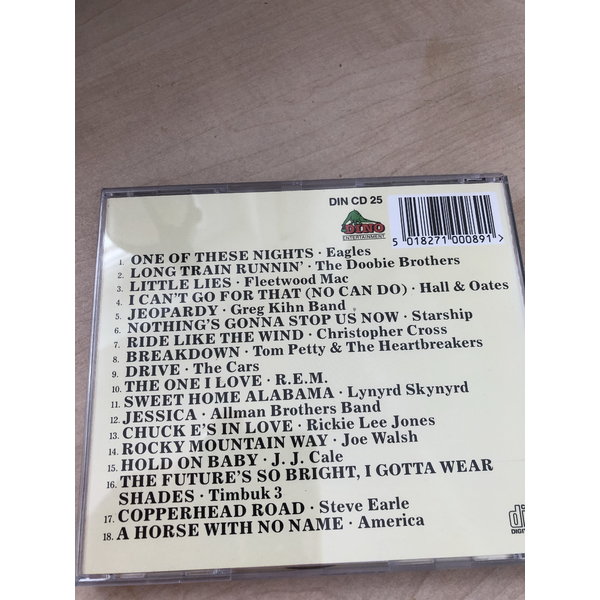 DIN CD 25
DINO
ENTERTAINMENT
5 018271 000891 >
1. ONE OF THESE NIGHTS · Eagles
2. LONG TRAIN RUNNIN' · The Doobie Brothers
3. LITTLE LIES · Fleetwood Mac
4. I CAN'T GO FOR THAT (NO CAN DO) · Hall & Oates
5. JEOPARDY · Greg Kihn Band
6. NOTHING'S GONNA STOP US NOW · Starship
7. RIDE LIKE THE WIND · Christopher Cross
8. BREAKDOWN · Tom Petty & The Heartbreakers
9. DRIVE · The Cars
10. THE ONE I LOVE · R.E.M.
11. SWEET HOME ALABAMA · Lynyrd Skynyrd
12. JESSICA · Allman Brothers Band
13. CHUCK E'S IN LOVE · Rickie Lee Jones
14. ROCKY MOUNTAIN WAY · Joe Walsh
15. HOLD ON BABY · J. J. Cale
16. THE FUTURE'S SO BRIGHT, I GOTTA WEAR
SHADES · Timbuk 3
17. COPPERHEAD ROAD · Steve Earle
18. A HORSE WITH NO NAME · America